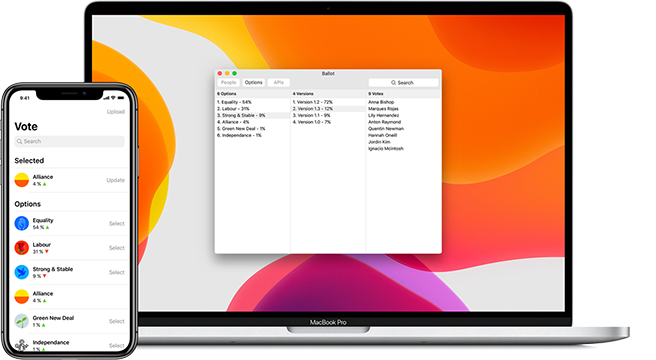 9:41
Upload
Vote
Search
Selected
Alliance
4 % ▲
Update
Options
Equality
54 % ▲
Select
Labour
31 % ▼
Select
Strong & Stable
9 % ▼
Select
Alliance
4 % ▲
Green New Deal
1 % ▲
Select
Independance
1 % ▲
Select
Ballot
People Options APIs Search
6 Options
1. Equality - 54%
2. Labour - 31%
3. Strong & Stable - 9%
4. Alliance - 4%
5. Green New Deal - 1%
6. Independance - 1%
4 Versions
1. Version 1.2 - 72%
2. Version 1.3 - 12%
3. Version 1.1 - 9%
4. Version 1.0 - 7%
9 Votes
Anna Bishop
Marques Rojas
Lily Hernandez
Anton Raymond
Quentin Newman
Hannah Oneill
Jordin Kim
Ignacio McIntosh
MacBook Pro